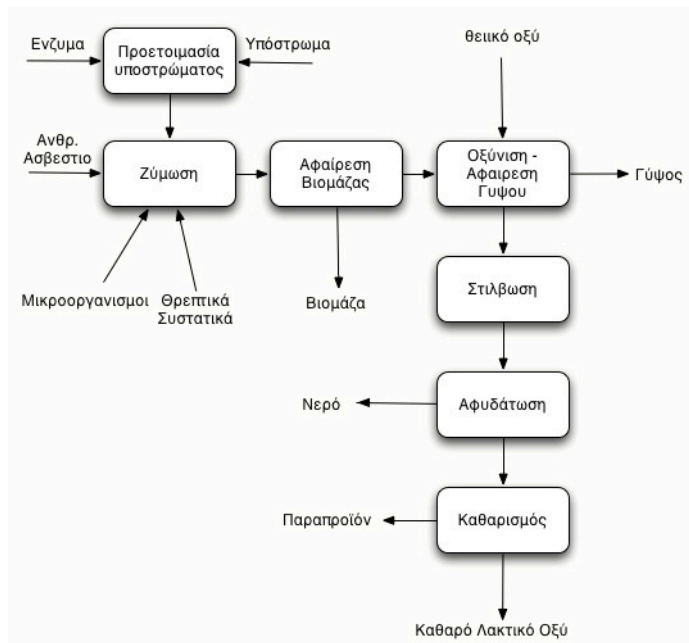 Ενζυμα
Προετοιμασία
υποστρώματος
Υπόστρωμα
θειικό οξύ
Ανθρ.
Ασβεστιο
Ζύμωση
Αφαίρεση
Βιομάζας
Οξύνιση -
Αφαιρεση
Γυψου
Γύψος
Μικροοργανισμοι
Θρεπτικά
Συστατικά
Βιομάζα
Στιλβωση
Νερό
Αφυδάτωση
Παραπροϊόν
Καθαρισμός
Καθαρό Λακτικό Οξύ